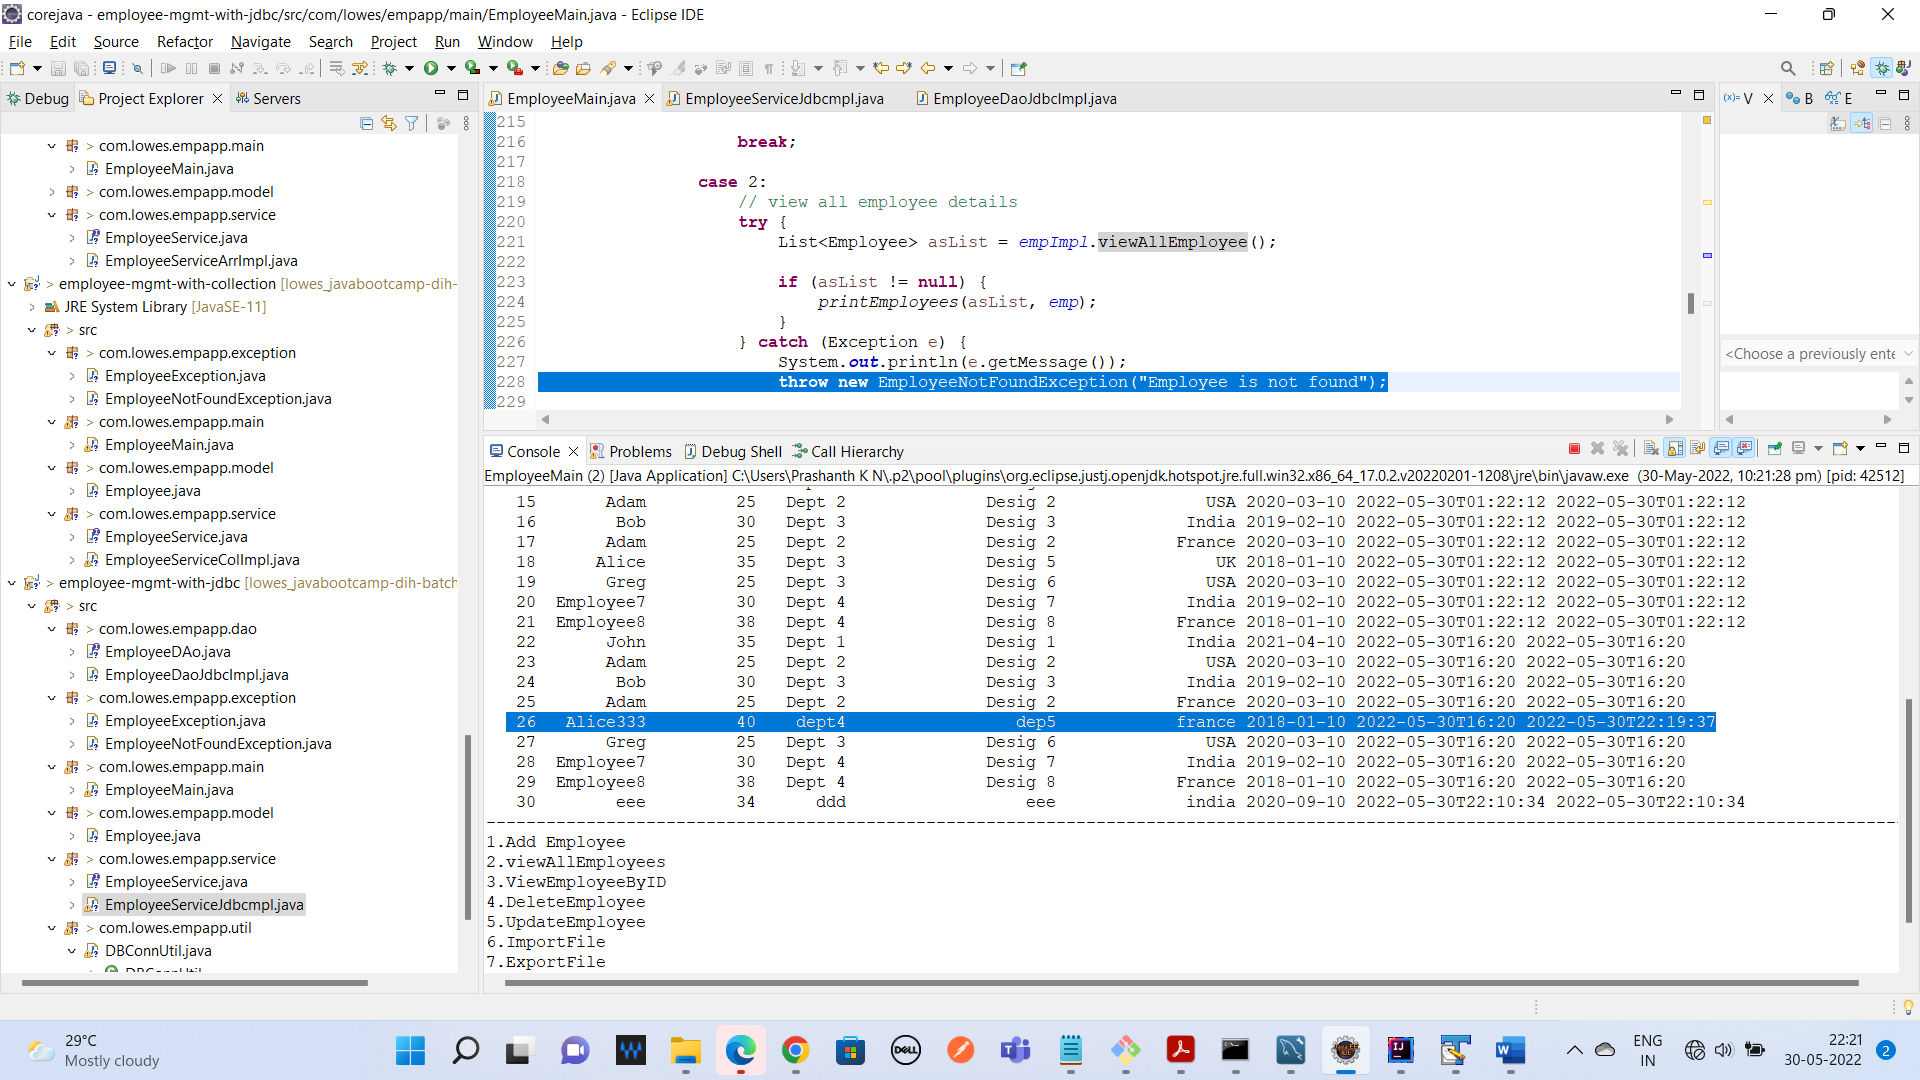 corejava - employee-mgmt-with-jdbc/src/com/lowes/empapp/main/EmployeeMain.java - Eclipse IDE
File Edit Source Refactor Navigate Search Project Run Window Help
Debug Project Explorer Servers
com.lowes.empapp.main
EmployeeMain.java
> com.lowes.empapp.model
> com.lowes.empapp.service
EmployeeService.java
EmployeeServiceArrImpl.java
> employee-mgmt-with-collection [lowes_javabootcamp-dih-
JRE System Library [JavaSE-11]
> src
> com.lowes.empapp.exception
EmployeeException.java
EmployeeNotFoundException.java
> com.lowes.empapp.main
EmployeeMain.java
> com.lowes.empapp.model
Employee.java
> com.lowes.empapp.service
EmployeeService.java
EmployeeServiceColImpl.java
> employee-mgmt-with-jdbc [lowes_javabootcamp-dih-batch
> src
> com.lowes.empapp.dao
EmployeeDAo.java
EmployeeDaoJdbcImpl.java
> com.lowes.empapp.exception
EmployeeException.java
EmployeeNotFoundException.java
> com.lowes.empapp.main
EmployeeMain.java
> com.lowes.empapp.model
Employee.java
> com.lowes.empapp.service
EmployeeService.java
EmployeeServiceJdbcmpl.java
> com.lowes.empapp.util
DBConnUtil.java
EmployeeMain.java EmployeeServiceJdbcmpl.java EmployeeDaoJdbcImpl.java
215
216 break;
217
218 case 2:
219 // view all employee details
220 try {
221 List<Employee> asList = empImpl.viewAllEmployee();
222
223 if (asList != null) {
224 printEmployees(asList, emp);
225 }
226 } catch (Exception e) {
227 System.out.println(e.getMessage());
228 throw new EmployeeNotFoundException("Employee is not found");
229
(x)= V B E
<Choose a previously ente
Console Problems Debug Shell Call Hierarchy
EmployeeMain (2) [Java Application] C:\Users\Prashanth K N\.p2\pool\plugins\org.eclipse.justj.openjdk.hotspot.jre.full.win32.x86_64_17.0.2.v20220201-1208\jre\bin\javaw.exe (30-May-2022, 10:21:28 pm) [pid: 42512]
15 Adam 25 Dept 2 Desig 2 USA 2020-03-10 2022-05-30T01:22:12 2022-05-30T01:22:12
16 Bob 30 Dept 3 Desig 3 India 2019-02-10 2022-05-30T01:22:12 2022-05-30T01:22:12
17 Adam 25 Dept 2 Desig 2 France 2020-03-10 2022-05-30T01:22:12 2022-05-30T01:22:12
18 Alice 35 Dept 3 Desig 5 UK 2018-01-10 2022-05-30T01:22:12 2022-05-30T01:22:12
19 Greg 25 Dept 3 Desig 6 USA 2020-03-10 2022-05-30T01:22:12 2022-05-30T01:22:12
20 Employee7 30 Dept 4 Desig 7 India 2019-02-10 2022-05-30T01:22:12 2022-05-30T01:22:12
21 Employee8 38 Dept 4 Desig 8 France 2018-01-10 2022-05-30T01:22:12 2022-05-30T01:22:12
22 John 35 Dept 1 Desig 1 India 2021-04-10 2022-05-30T16:20 2022-05-30T16:20
23 Adam 25 Dept 2 Desig 2 USA 2020-03-10 2022-05-30T16:20 2022-05-30T16:20
24 Bob 30 Dept 3 Desig 3 India 2019-02-10 2022-05-30T16:20 2022-05-30T16:20
25 Adam 25 Dept 2 Desig 2 France 2020-03-10 2022-05-30T16:20 2022-05-30T16:20
26 Alice333 40 dept4 dep5 france 2018-01-10 2022-05-30T16:20 2022-05-30T22:19:37
27 Greg 25 Dept 3 Desig 6 USA 2020-03-10 2022-05-30T16:20 2022-05-30T16:20
28 Employee7 30 Dept 4 Desig 7 India 2019-02-10 2022-05-30T16:20 2022-05-30T16:20
29 Employee8 38 Dept 4 Desig 8 France 2018-01-10 2022-05-30T16:20 2022-05-30T16:20
30 eee 34 ddd eee india 2020-09-10 2022-05-30T22:10:34 2022-05-30T22:10:34
1.Add Employee
2.viewAllEmployees
3.ViewEmployeeByID
4.DeleteEmployee
5.UpdateEmployee
6.ImportFile
7.ExportFile
29°C
Mostly cloudy
DELL
ENG
IN
22:21
30-05-2022
2